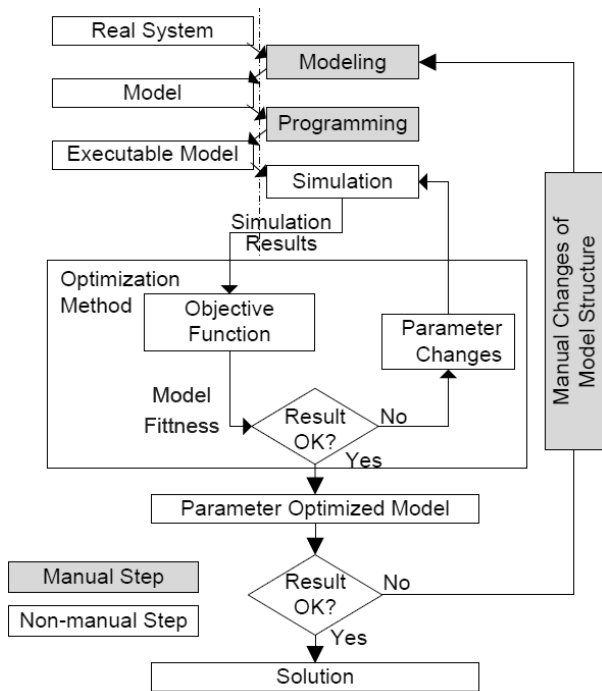 Real System
Modeling
Model
Programming
Executable Model
Simulation
Simulation
Results
Optimization
Method
Objective
Function
Parameter
Changes
Manual Changes of
Model Structure
Model
Fittness
Result
OK?
No
Yes
Parameter Optimized Model
Manual Step
Non-manual Step
Result
OK?
No
Yes
Solution